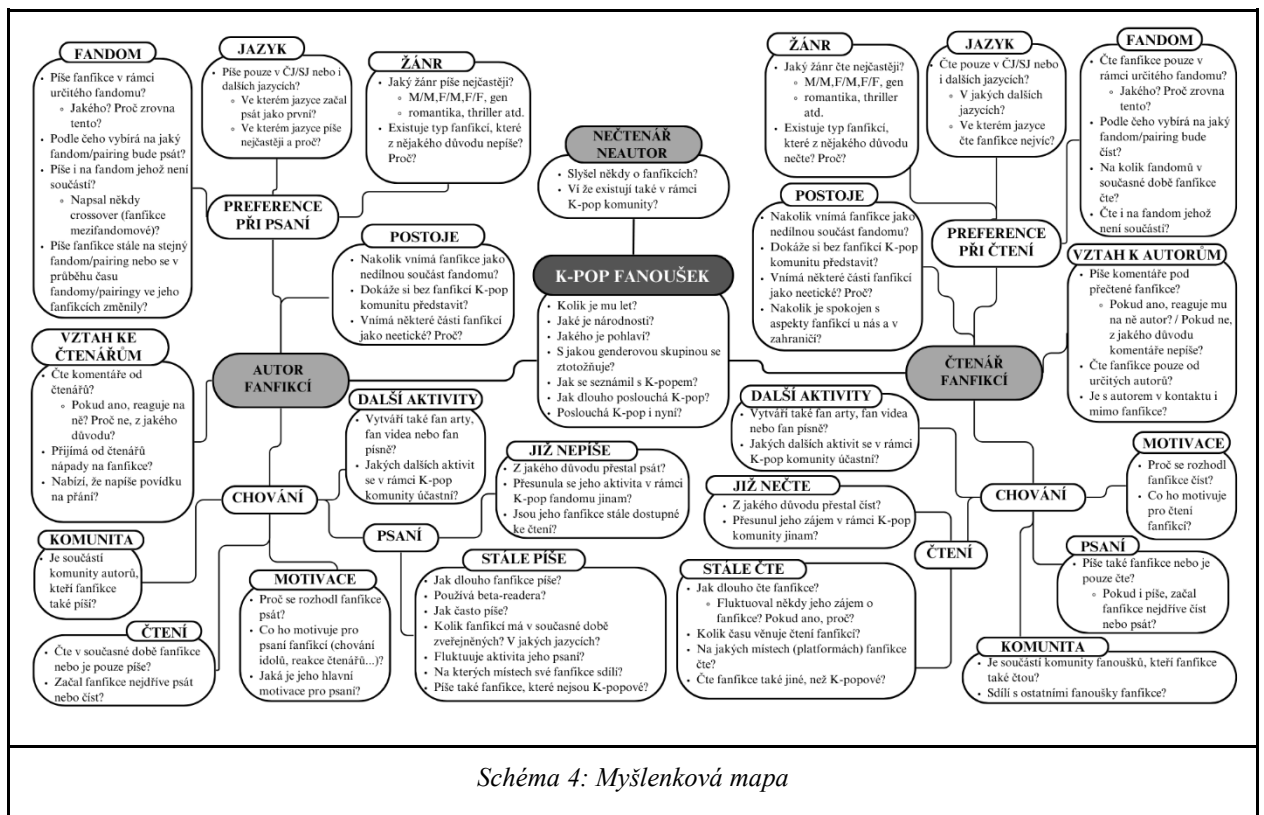 FANDOM
• Píše fanfikce v rámci
určitého fandomu?
◦ Jakého? Proč zrovna
tento?
• Podle čeho vybírá na jaký
fandom/pairing bude psát?
• Píše i na fandom jehož není
součástí?
◦ Napsal někdy
crossover (fanfikce
mezifandomové)?
• Píše fanfikce stále na stejný
fandom/pairing nebo se v
průběhu času
fandomy/pairingy ve jeho
fanfikcích změnily?
JAZYK
• Píše pouze v ČJ/SJ nebo i
dalších jazycích?
◦ Ve kterém jazyce začal
psát jako první?
◦ Ve kterém jazyce píše
nejčastěji a proč?
ŽÁNR
• Jaký žánr píše nejčastěji?
◦ M/M,F/M,F/F, gen
◦ romantika, thriller atd.
• Existuje typ fanfikcí, které
z nějakého důvodu nepíše?
Proč?
PREFERENCE
PŘI PSANÍ
POSTOJE
• Nakolik vnímá fanfikce jako
nedílnou součást fandomu?
• Dokáže si bez fanfikcí K-pop
komunitu představit?
• Vnímá některé části fanfikcí
jako neetické? Proč?
NEČTENÁŘ
NEAUTOR
• Slyšel někdy o fanfikcích?
• Ví že existují také v rámci
K-pop komunity?
K-POP FANOUŠEK
• Kolik je mu let?
• Jaké je národnosti?
• Jakého je pohlaví?
• S jakou genderovou skupinou se
ztotožňuje?
• Jak se seznámil s K-popem?
• Jak dlouho poslouchá K-pop?
• Poslouchá K-pop i nyní?
ŽÁNR
• Jaký žánr čte nejčastěji?
◦ M/M,F/M,F/F, gen
◦ romantika, thriller
atd.
• Existuje typ fanfikcí,
které z nějakého důvodu
nečte? Proč?
JAZYK
• Čte pouze v ČJ/SJ nebo
i dalších jazycích?
◦ V jakých dalších
jazycích?
◦ Ve kterém jazyce
čte fanfikce nejvíc?
FANDOM
• Čte fanfikce pouze v
rámci určitého fandomu?
◦ Jakého? Proč zrovna
tento?
• Podle čeho vybírá na jaký
fandom/pairing bude
číst?
• Na kolik fandomů v
současné době fanfikce
čte?
• Čte i na fandom jehož
není součástí?
PREFERENCE
PŘI ČTENÍ
POSTOJE
• Nakolik vnímá fanfikce jako
nedílnou součást fandomu?
• Dokáže si bez fanfikcí K-pop
komunitu představit?
• Vnímá některé části fanfikcí
jako neetické? Proč?
• Nakolik je spokojen s
aspekty fanfikcí u nás a v
zahraničí?
VZTAH K AUTORŮM
• Píše komentáře pod
přečtené fanfikce?
◦ Pokud ano, reaguje mu
na ně autor? / Pokud ne,
z jakého důvodu
komentáře nepíše?
• Čte fanfikce pouze od
určitých autorů?
• Je s autorem v kontaktu i
mimo fanfikce?
VZTAH KE
ČTENÁŘŮM
• Čte komentáře od
čtenářů?
◦ Pokud ano, reaguje na
ně? Proč ne, z jakého
důvodu?
• Přijímá od čtenářů
nápady na fanfikce?
• Nabízí, že napíše povídku
na přání?
AUTOR
FANFIKCÍ
ČTENÁŘ
FANFIKCÍ
DALŠÍ AKTIVITY
• Vytváří také fan arty,
fan videa nebo fan
písně?
• Jakých dalších aktivit
se v rámci K-pop
komunity účastní?
JIŽ NEPÍŠE
• Z jakého důvodu přestal psát?
• Přesunula se jeho aktivita v rámci
K-pop fandomu jinam?
• Jsou jeho fanfikce stále dostupné
ke čtení?
DALŠÍ AKTIVITY
• Vytváří také fan arty, fan videa
nebo fan písně?
• Jakých dalších aktivit se v rámci
K-pop komunity účastní?
JIŽ NEČTE
• Z jakého důvodu přestal číst?
• Přesunul jeho zájem v rámci K-pop
komunity jinam?
MOTIVACE
• Proč se rozhodl
fanfikce číst?
• Co ho motivuje
pro čtení
fanfikcí?
CHOVÁNÍ
PSANÍ
ČTENÍ
CHOVÁNÍ
KOMUNITA
• Je součástí
komunity autorů,
kteří fanfikce
také píší?
ČTENÍ
• Čte v současné době fanfikce
nebo je pouze píše?
• Začal fanfikce nejdříve psát
nebo číst?
MOTIVACE
• Proč se rozhodl fanfikce
psát?
• Co ho motivuje pro
psaní fanfikcí (chování
idolů, reakce čtenářů...)?
• Jaká je jeho hlavní
motivace pro psaní?
STÁLE PÍŠE
• Jak dlouho fanfikce píše?
• Používá beta-readera?
• Jak často píše?
• Kolik fanfikcí má v současné době
zveřejněných? V jakých jazycích?
• Fluktuuje aktivita jeho psaní?
• Na kterých místech své fanfikce sdílí?
• Píše také fanfikce, které nejsou K-popové?
STÁLE ČTE
• Jak dlouho čte fanfikce?
◦ Fluktuoval někdy jeho zájem o
fanfikce? Pokud ano, proč?
• Kolik času věnuje čtení fanfikcí?
• Na jakých místech (platformách) fanfikce
čte?
• Čte fanfikce také jiné, než K-popové?
PSANÍ
• Píše také fanfikce nebo je
pouze čte?
◦ Pokud i píše, začal
fanfikce nejdříve číst
nebo psát?
KOMUNITA
• Je součástí komunity fanoušků, kteří fanfikce
také čtou?
• Sdílí s ostatními fanoušky fanfikce?
Schéma 4: Myšlenková mapa